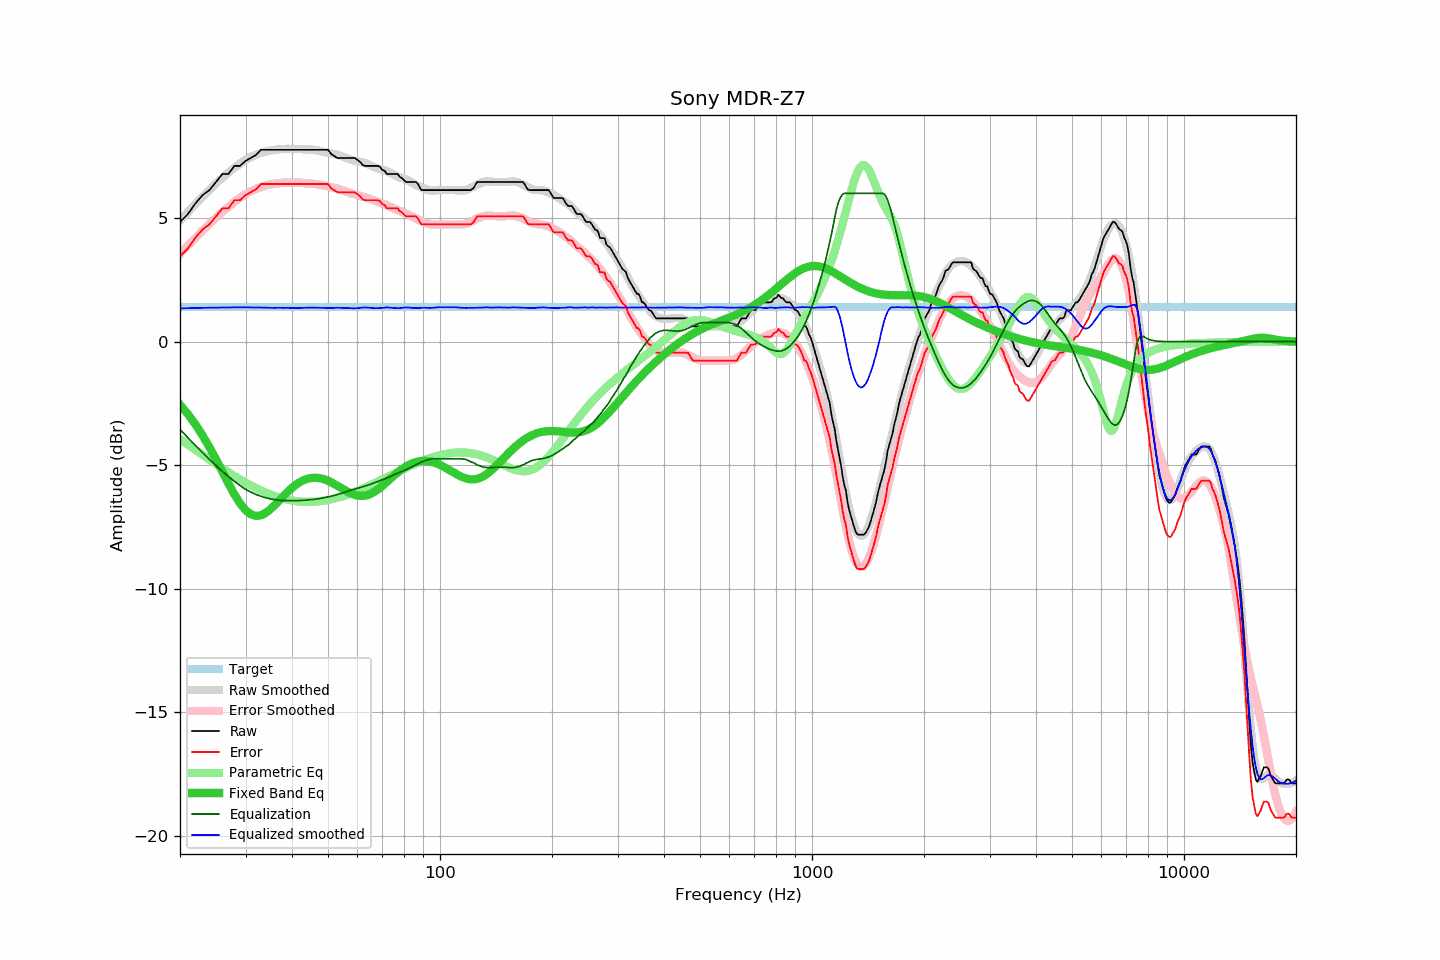 Sony MDR-Z7
Amplitude (dBr)
5
0
−5
−10
−15
−20
Target
Raw Smoothed
Error Smoothed
Raw
Error
Parametric Eq
Fixed Band Eq
Equalization
Equalized smoothed
100
1000
10000
Frequency (Hz)